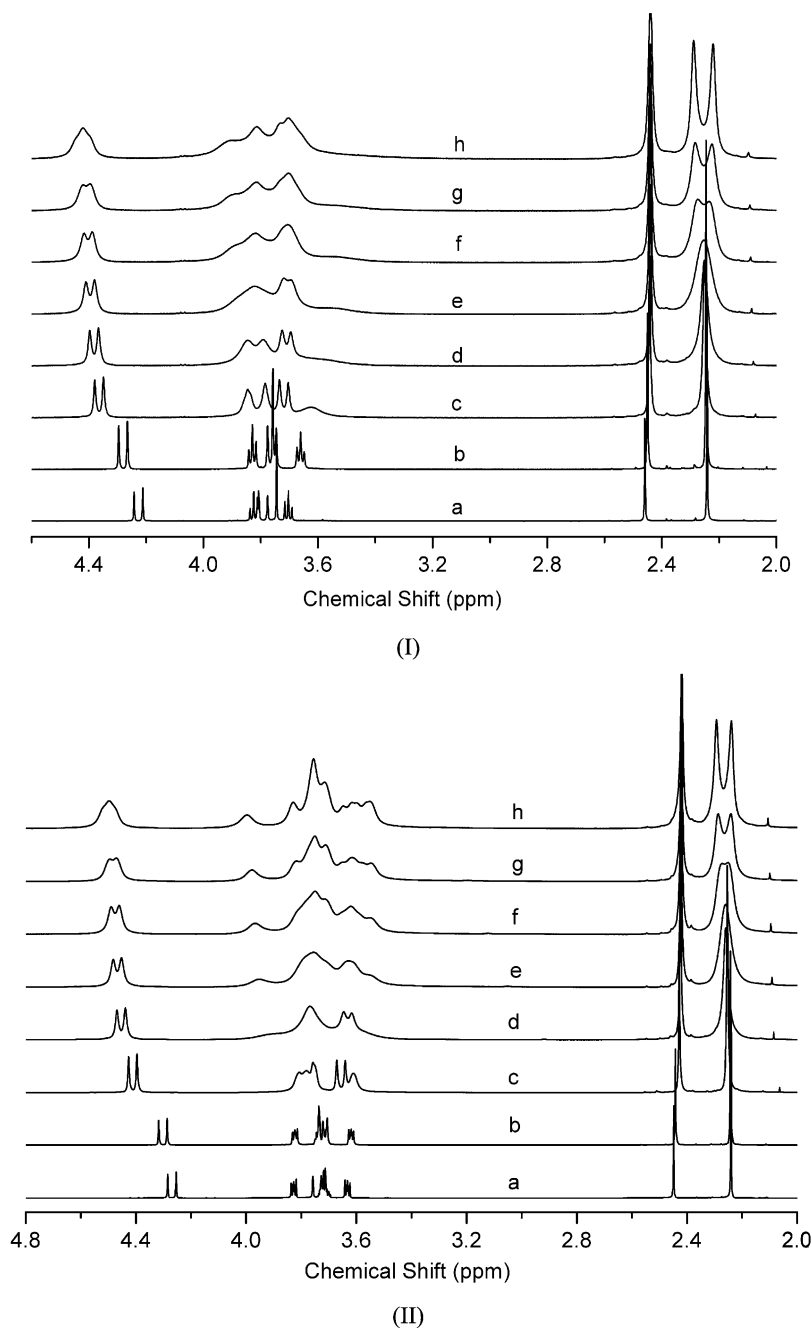 h
g
f
e
d
c
b
a
4.4 4.0 3.6 3.2 2.8 2.4 2.0
Chemical Shift (ppm)
(I)
h
g
f
e
d
c
b
a
4.8 4.4 4.0 3.6 3.2 2.8 2.4 2.0
Chemical Shift (ppm)
(II)